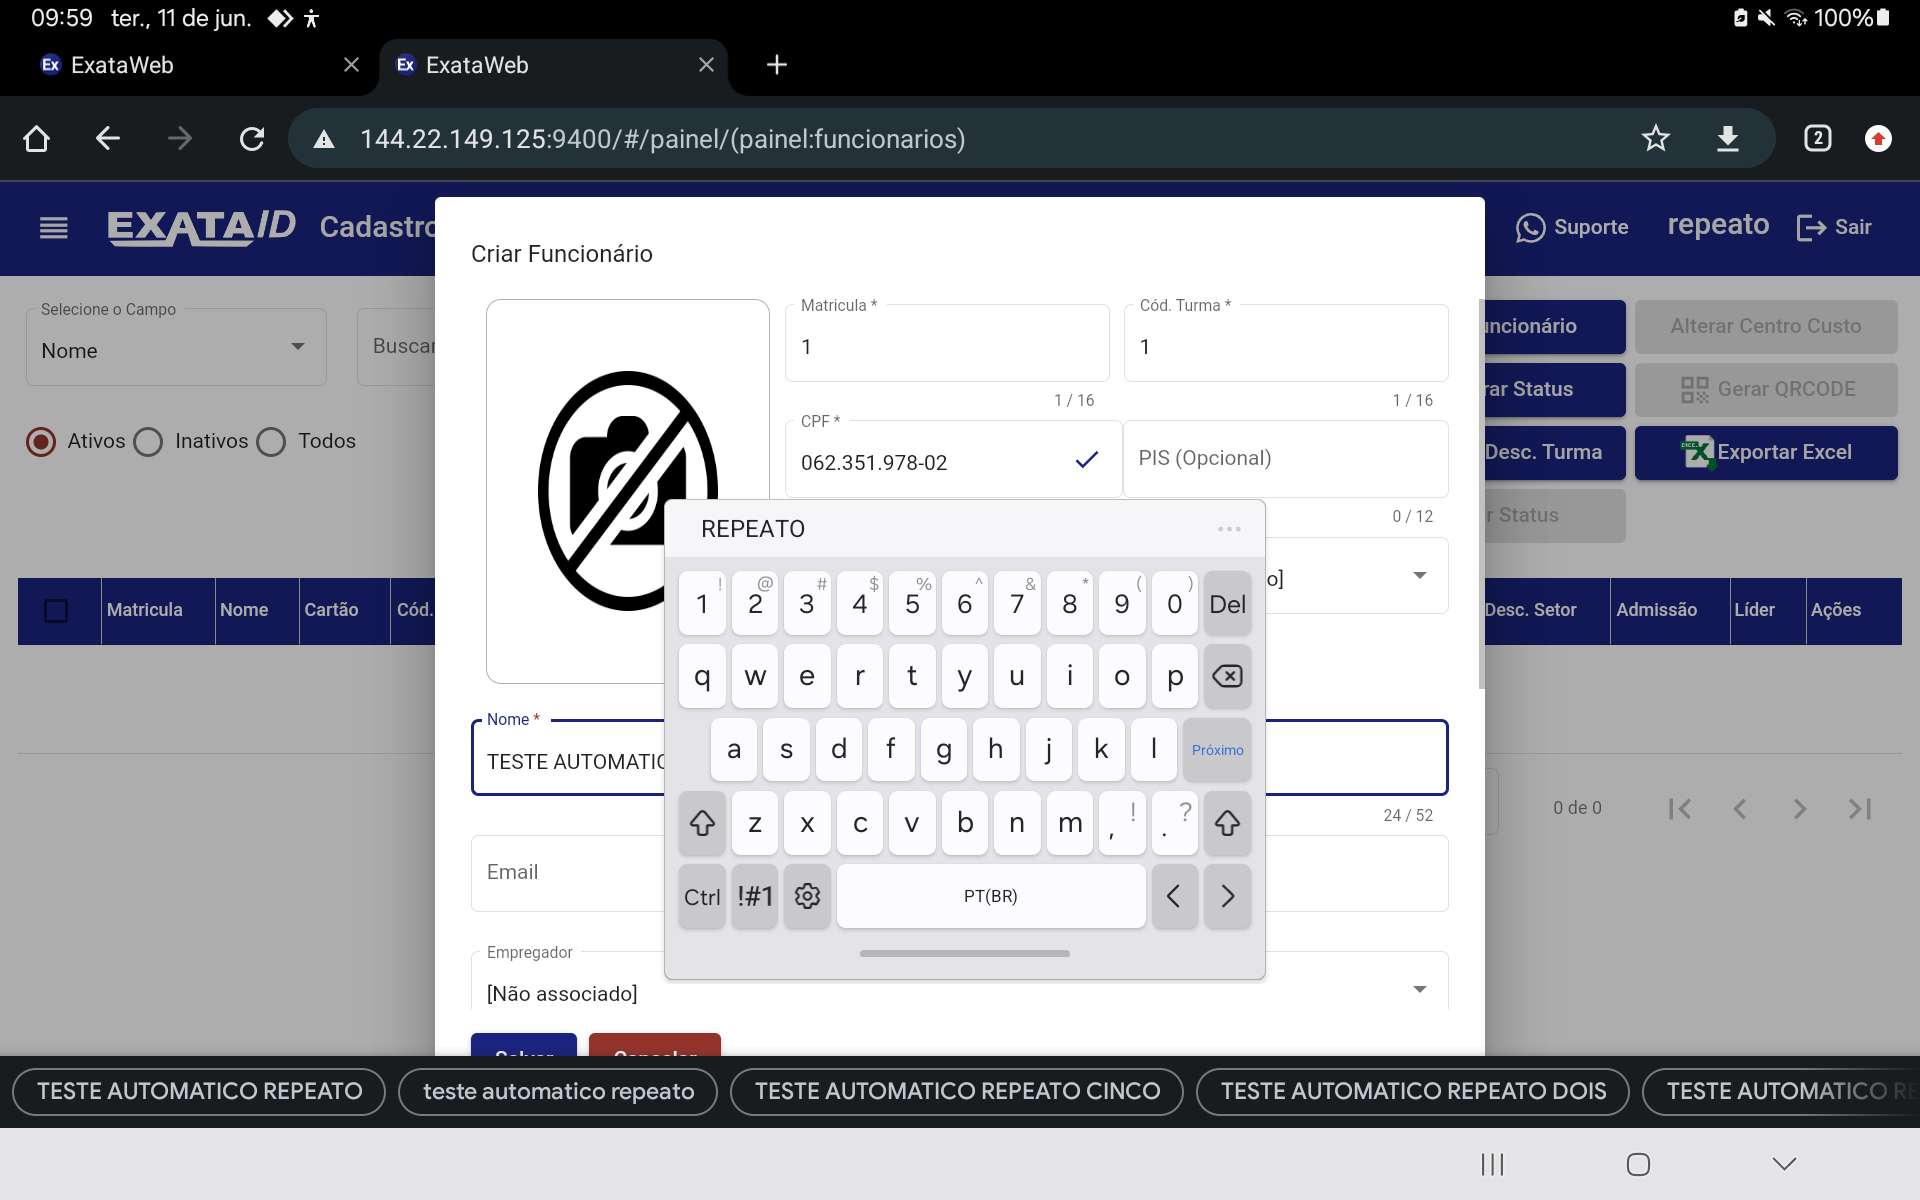 09:59 ter., 11 de jun. 100%
Ex ExataWeb Ex ExataWeb
144.22.149.125:9400/#/painel/(painel:funcionarios) 2
EXATA/D Cadastro Suporte repeato Sair
Criar Funcionário
Selecione o Campo
Nome
Buscar
Ativos Inativos Todos
Matricula *
1
1 / 16
Cód. Turma *
1
1 / 16
CPF *
062.351.978-02
PIS (Opcional)
0 / 12
o]
uncionário Alterar Centro Custo
rar Status Gerar QRCODE
Desc. Turma Exportar Excel
r Status
Matricula Nome Cartão Cód. Desc. Setor Admissão Líder Ações
REPEATO ...
! @ # $ % ^ & * ( )
1 2 3 4 5 6 7 8 9 0 Del
q w e r t y u i o p
a s d f g h j k l Próximo
z x c v b n m , ! . ?
Ctrl !#1 PT(BR) < >
Nome *
TESTE AUTOMATIC
24 / 52
0 de 0
Email
Empregador
[Não associado]
Salvar Cancelar
TESTE AUTOMATICO REPEATO teste automatico repeato TESTE AUTOMATICO REPEATO CINCO TESTE AUTOMATICO REPEATO DOIS TESTE AUTOMATICO RE